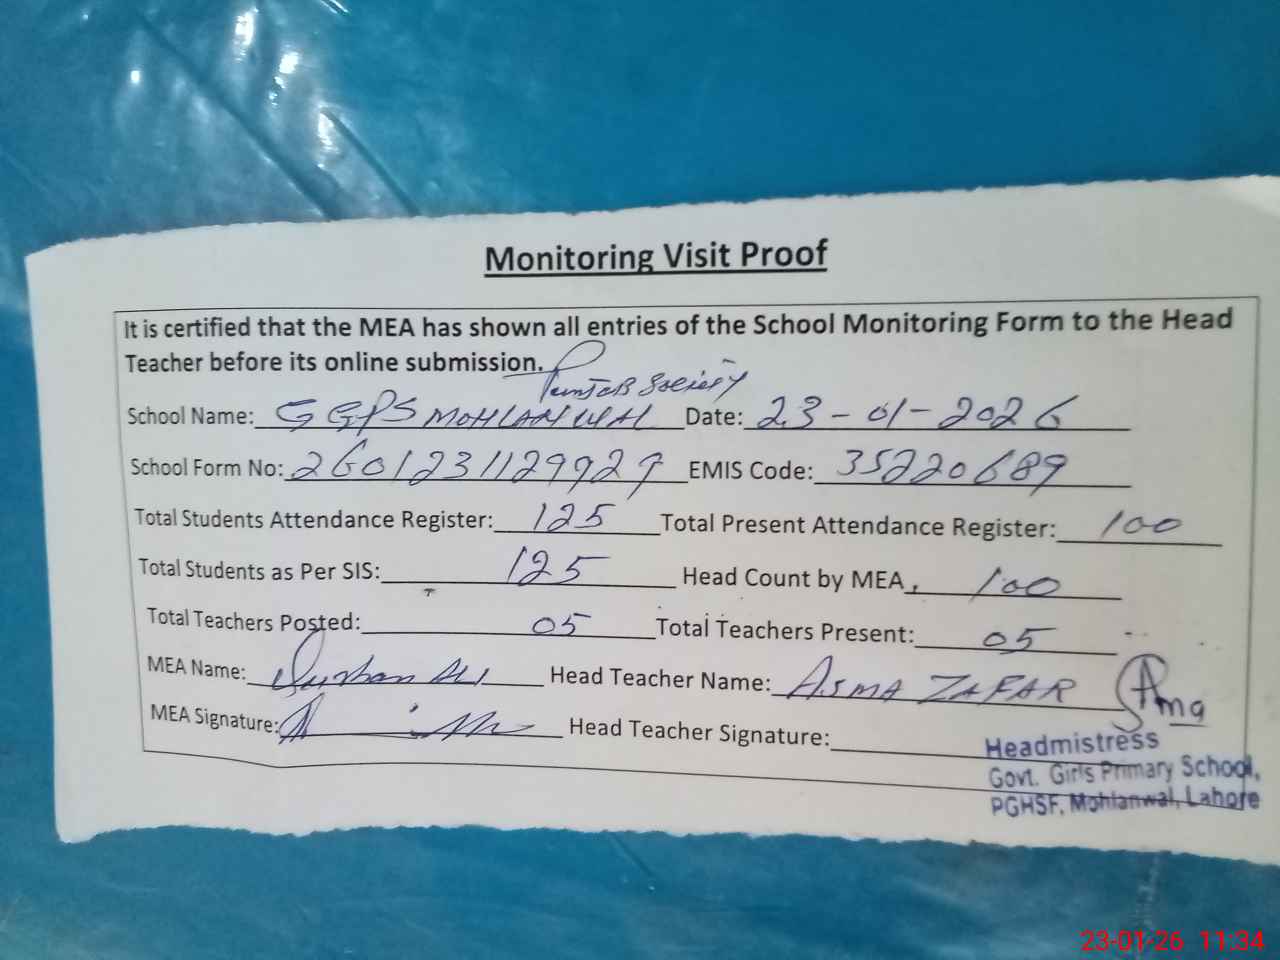 Monitoring Visit Proof
It is certified that the MEA has shown all entries of the School Monitoring Form to the Head
Teacher before its online submission.
Punjab Society
School Name: GGPS MOHLANWAL Date: 23-01-2026
School Form No: 2601231129929 EMIS Code: 35220689
Total Students Attendance Register: 125 Total Present Attendance Register: 100
Total Students as Per SIS: 125 Head Count by MEA 100
Total Teachers Posted: 05 Total Teachers Present: 05
MEA Name: Ali Head Teacher Name: ASMA ZAFAR
Asma
MEA Signature: Head Teacher Signature:
Headmistress
Govt. Girls Primary School,
PGHSF, Mohlanwal, Lahore
23-01-26 11:34